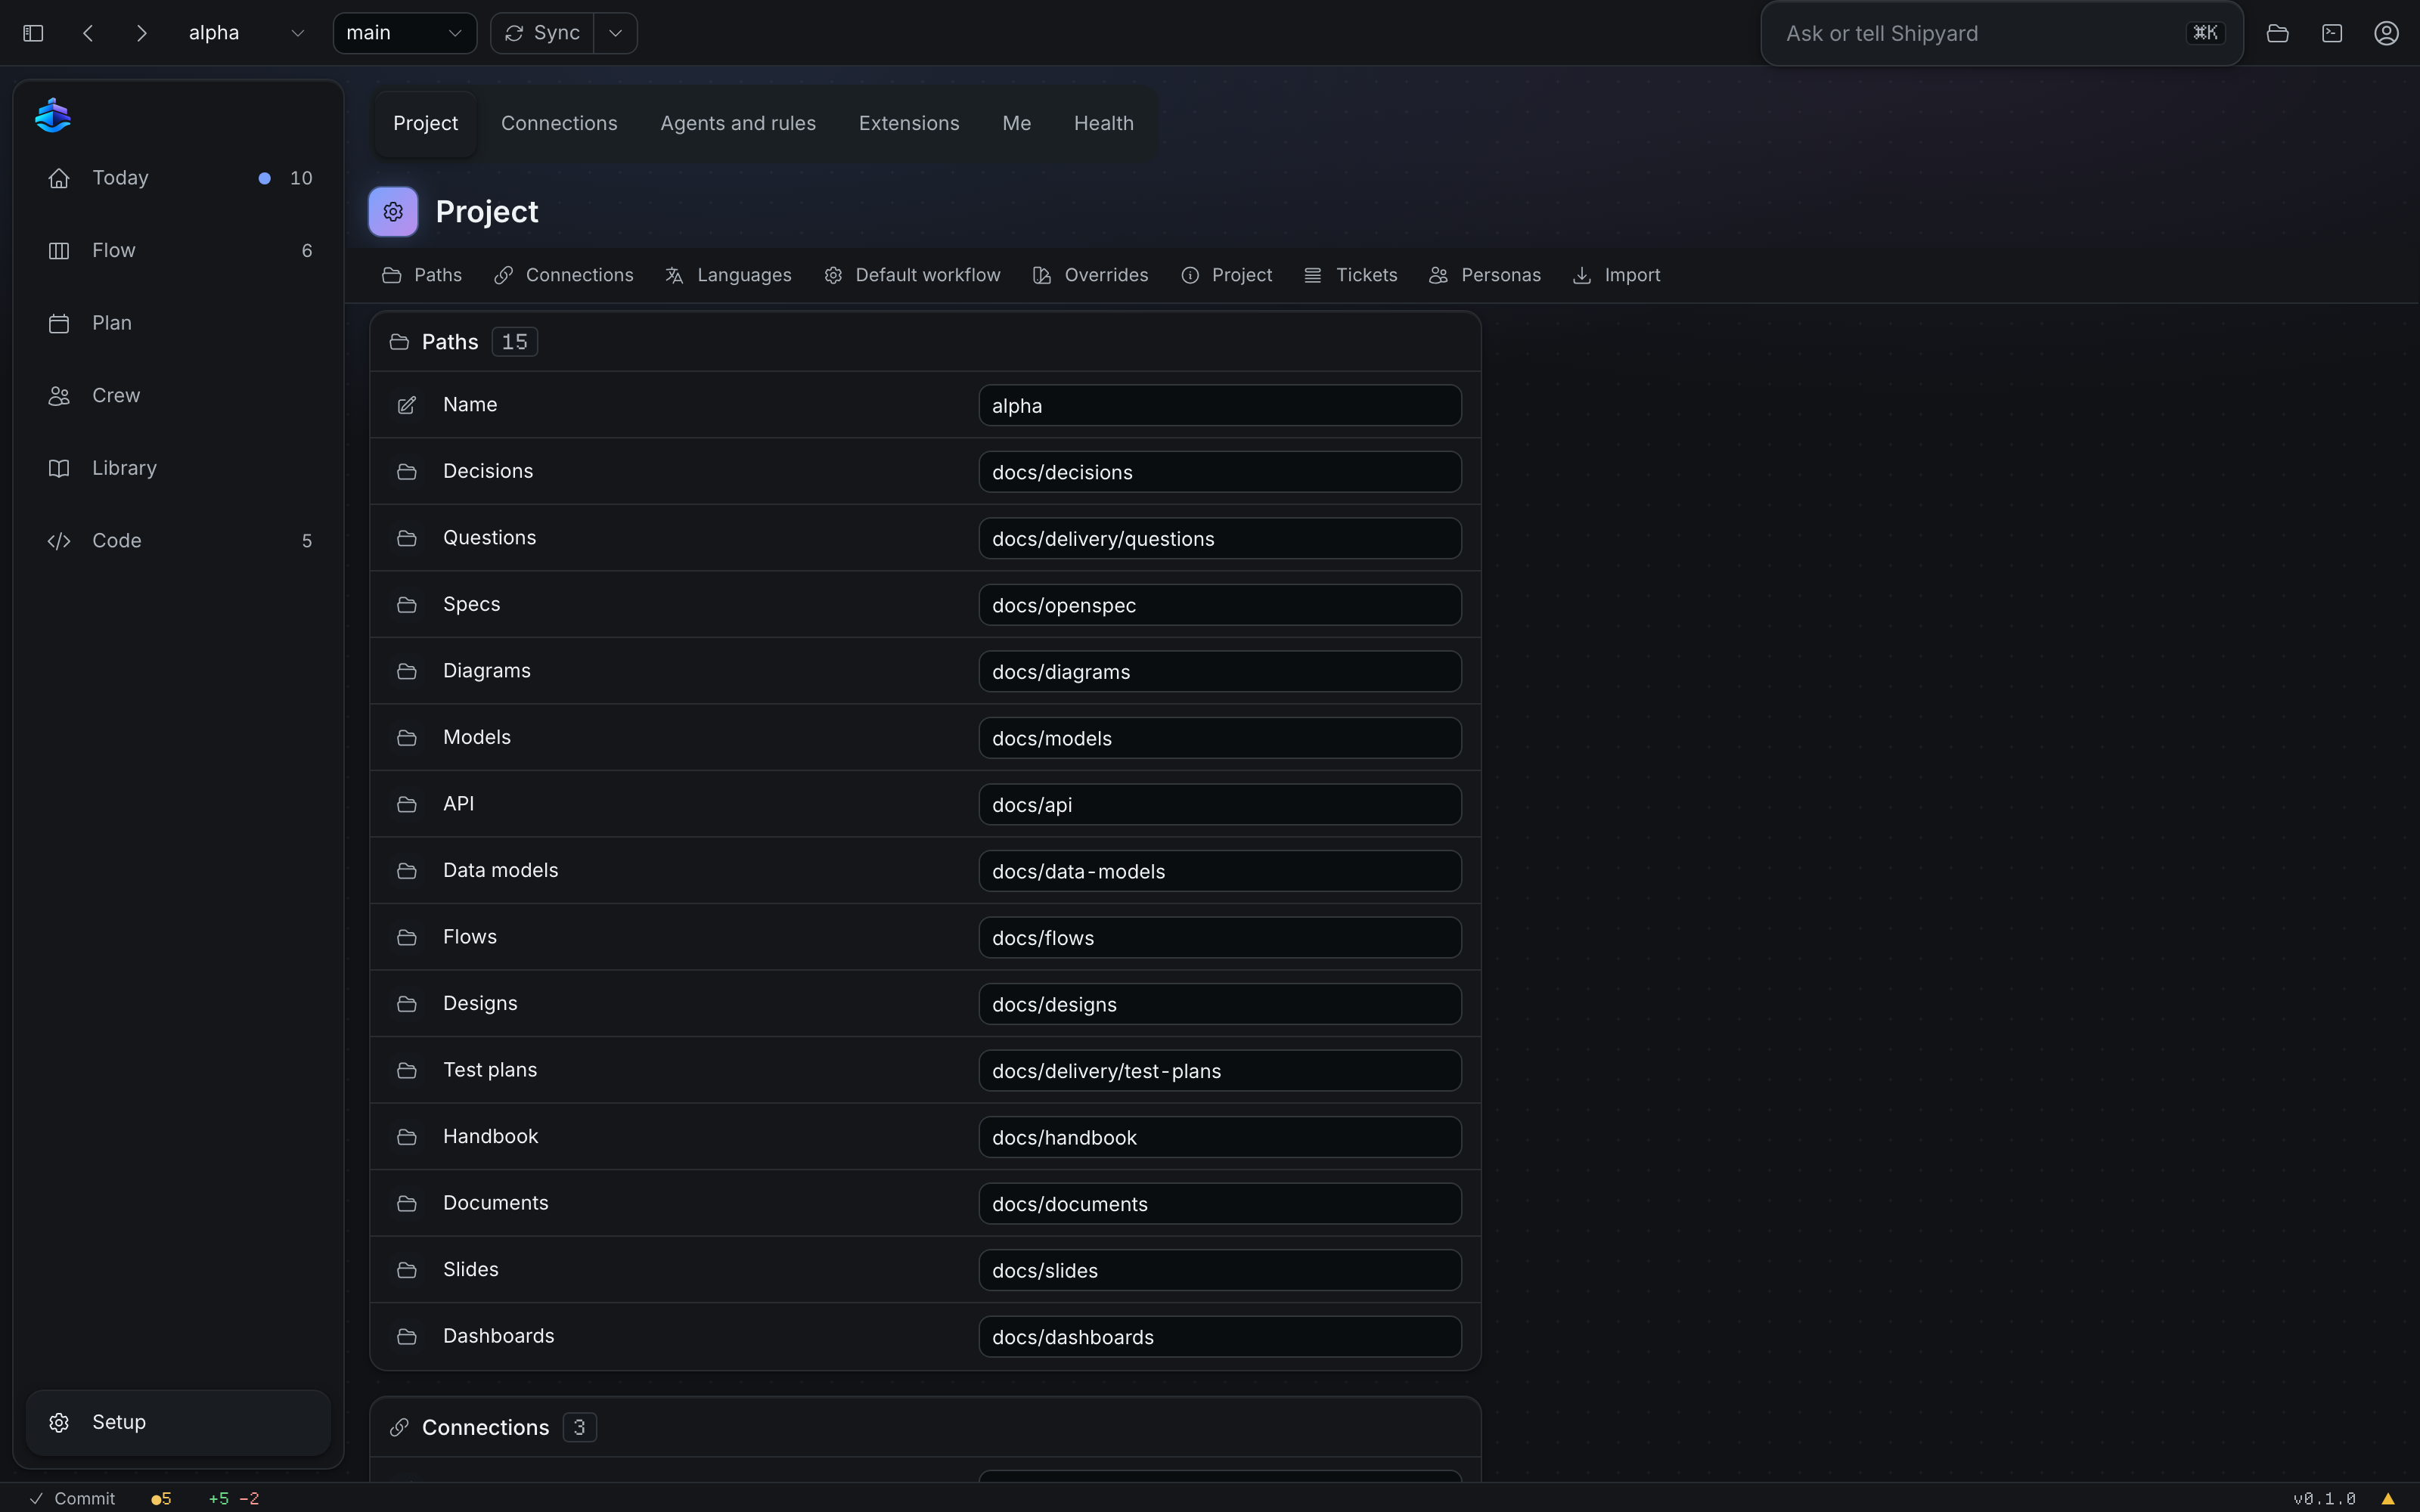 alpha main Sync Ask or tell Shipyard ⌘K
Project Connections Agents and rules Extensions Me Health
Today 10
Flow 6
Plan
Crew
Library
Code 5
Setup
Project
Paths Connections Languages Default workflow Overrides Project Tickets Personas Import
Paths 15
Name alpha
Decisions docs/decisions
Questions docs/delivery/questions
Specs docs/openspec
Diagrams docs/diagrams
Models docs/models
API docs/api
Data models docs/data-models
Flows docs/flows
Designs docs/designs
Test plans docs/delivery/test-plans
Handbook docs/handbook
Documents docs/documents
Slides docs/slides
Dashboards docs/dashboards
Connections 3
Commit 5 +5 −2 v0.1.0